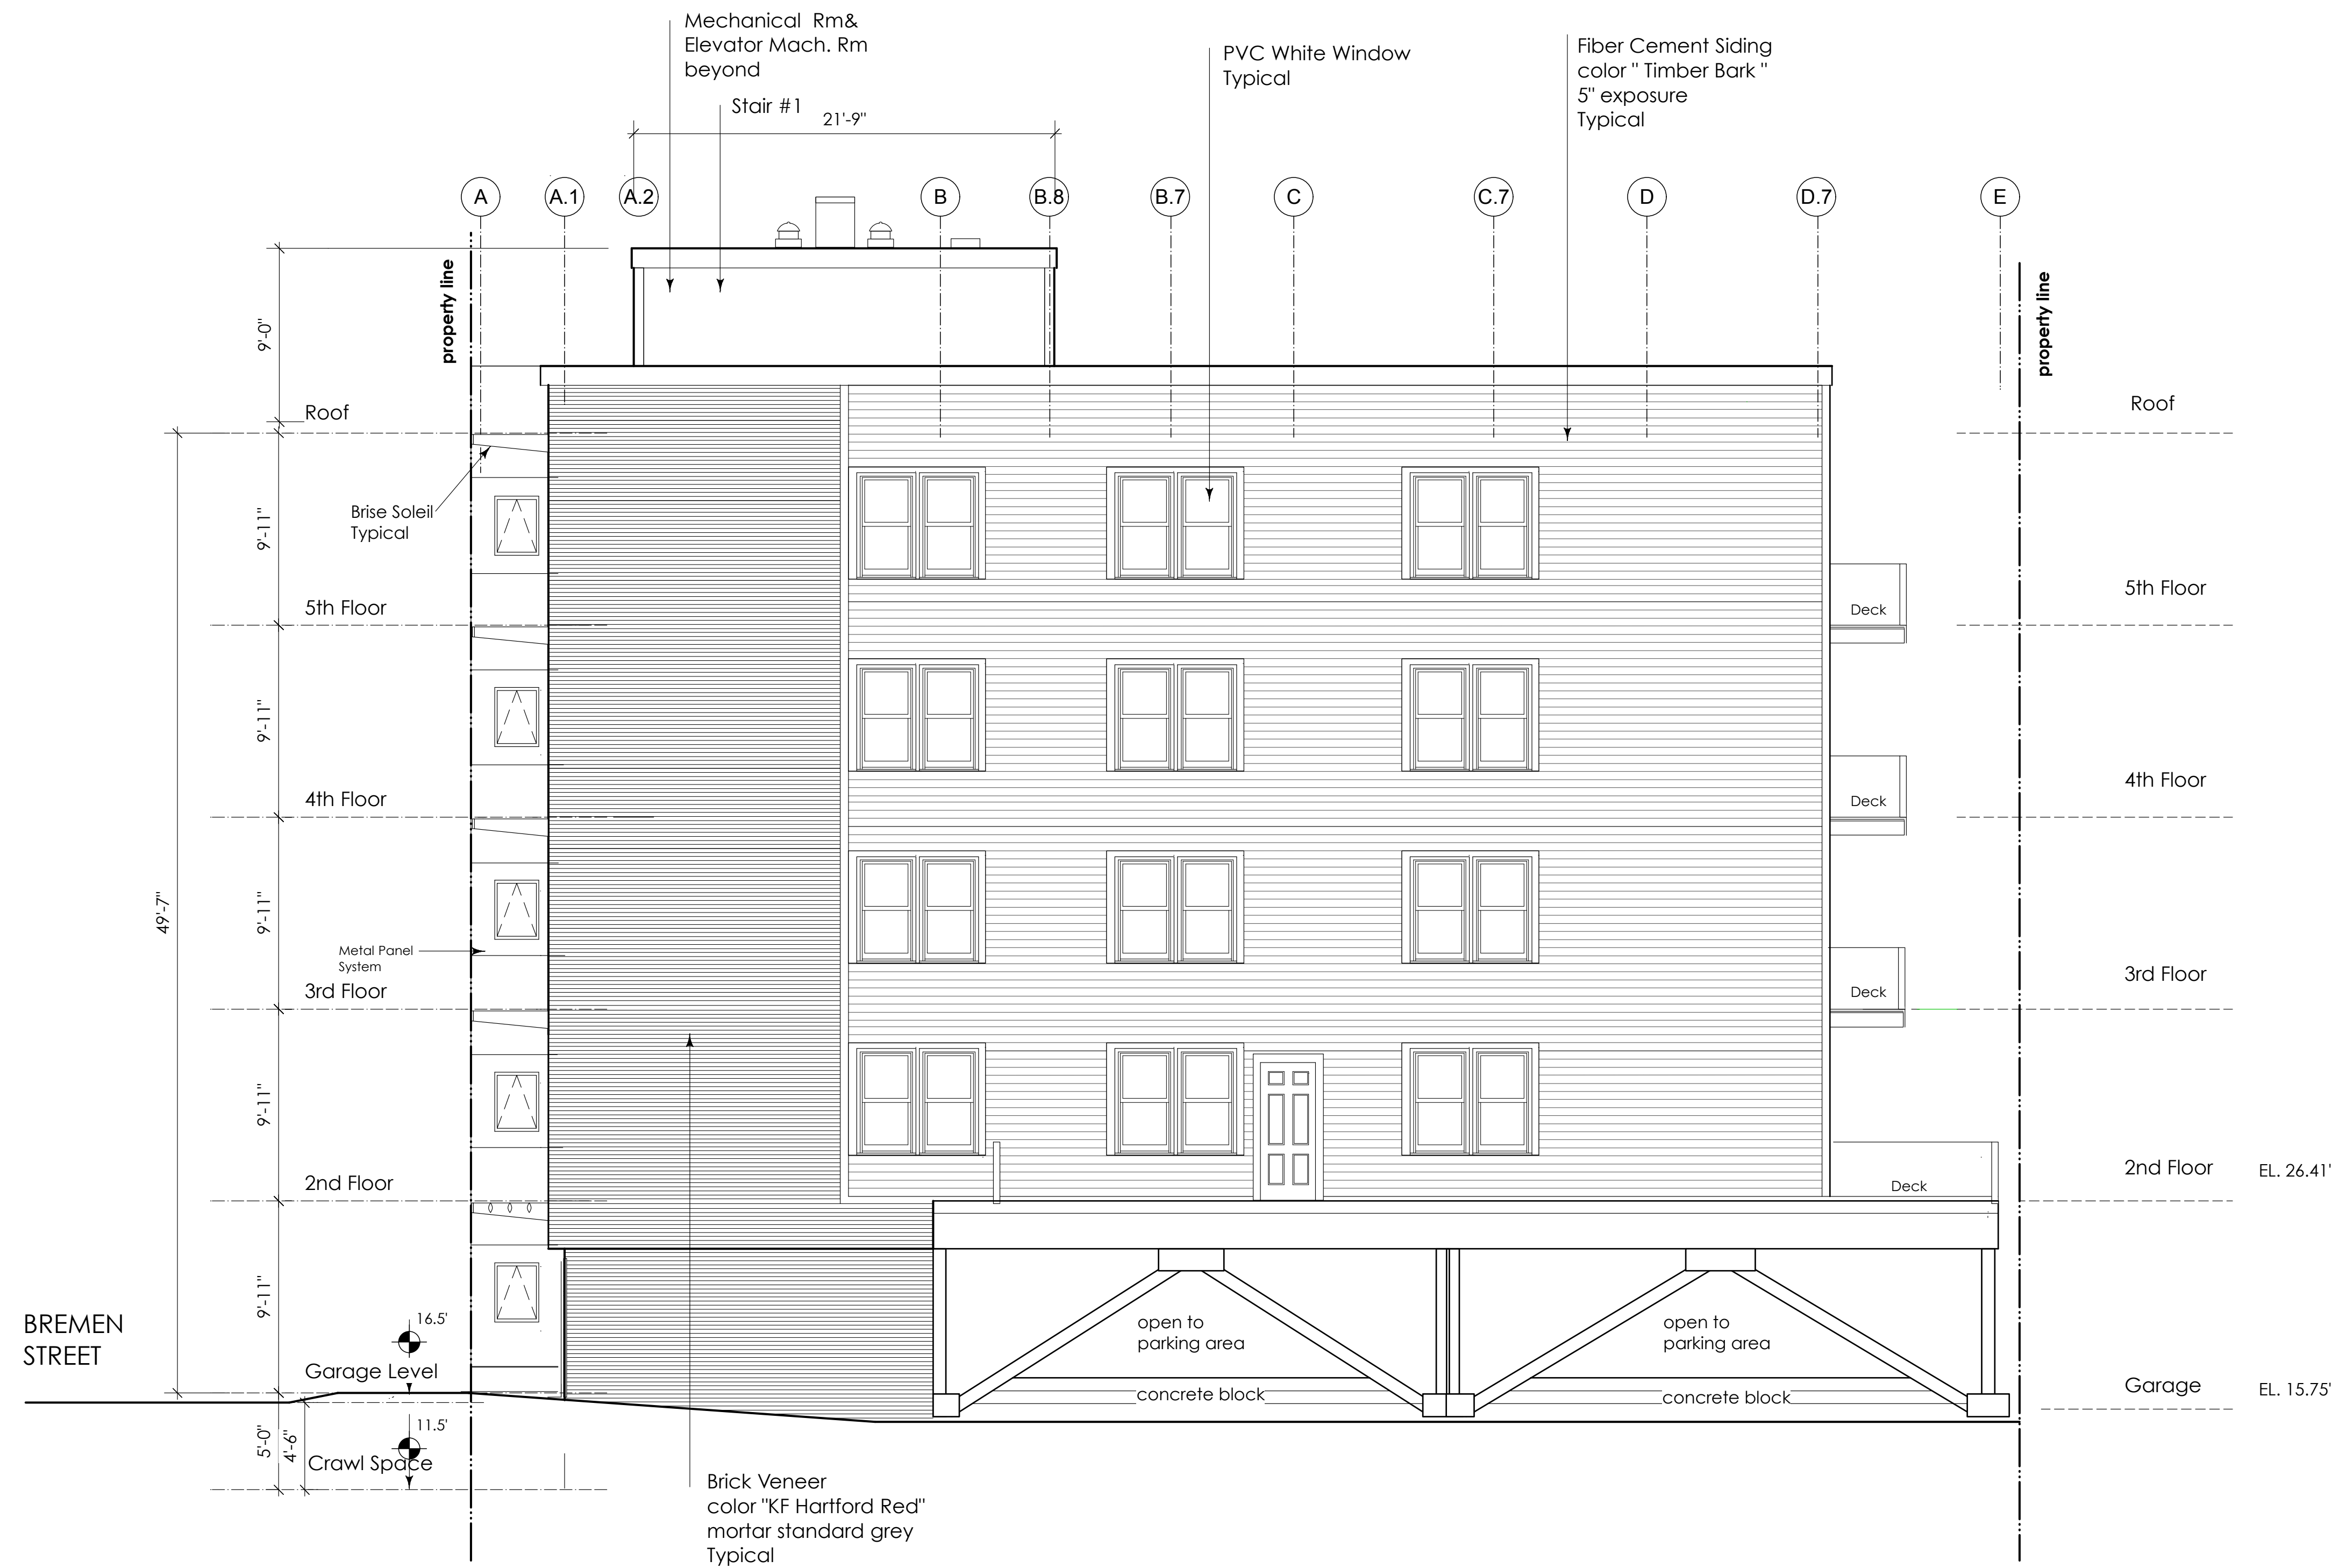 Mechanical Rm&
Elevator Mach. Rm
beyond
Stair #1
21'-9"
PVC White Window
Typical
Fiber Cement Siding
color " Timber Bark "
5" exposure
Typical
A
A.1
A.2
B
B.8
B.7
C
C.7
D
D.7
E
property line
property line
9'-0"
Roof
Roof
Brise Soleil
Typical
9'-11"
5th Floor
Deck
5th Floor
9'-11"
4th Floor
Deck
4th Floor
49'-7"
9'-11"
Metal Panel
System
3rd Floor
Deck
3rd Floor
9'-11"
2nd Floor
Deck
2nd Floor
EL. 26.41'
9'-11"
BREMEN
STREET
16.5'
Garage Level
open to
parking area
concrete block
open to
parking area
concrete block
Garage
EL. 15.75'
5'-0"
4'-6"
11.5'
Crawl Space
Brick Veneer
color "KF Hartford Red"
mortar standard grey
Typical